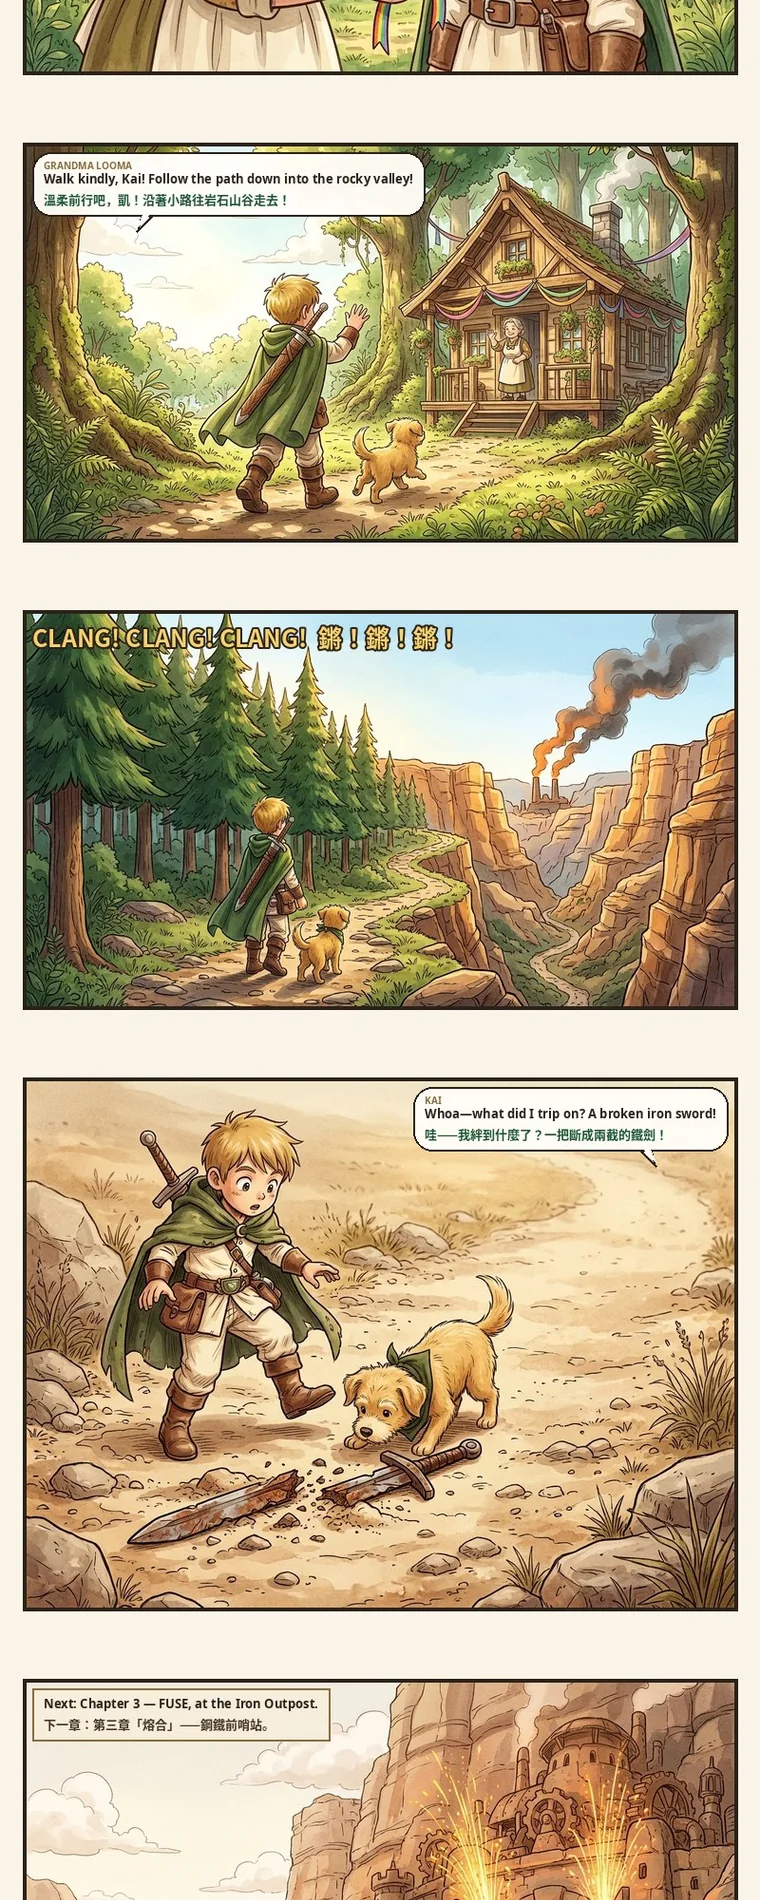 GRANDMA LOOMA
Walk kindly, Kai! Follow the path down into the rocky valley!
溫柔前行吧，凱！沿著小路往岩石山谷走去！
CLANG! CLANG! CLANG! 鏘！鏘！鏘！
KAI
Whoa—what did I trip on? A broken iron sword!
哇——我絆到什麼了？一把斷成兩截的鐵劍！
Next: Chapter 3 — FUSE, at the Iron Outpost.
下一章：第三章「熔合」——鋼鐵前哨站。